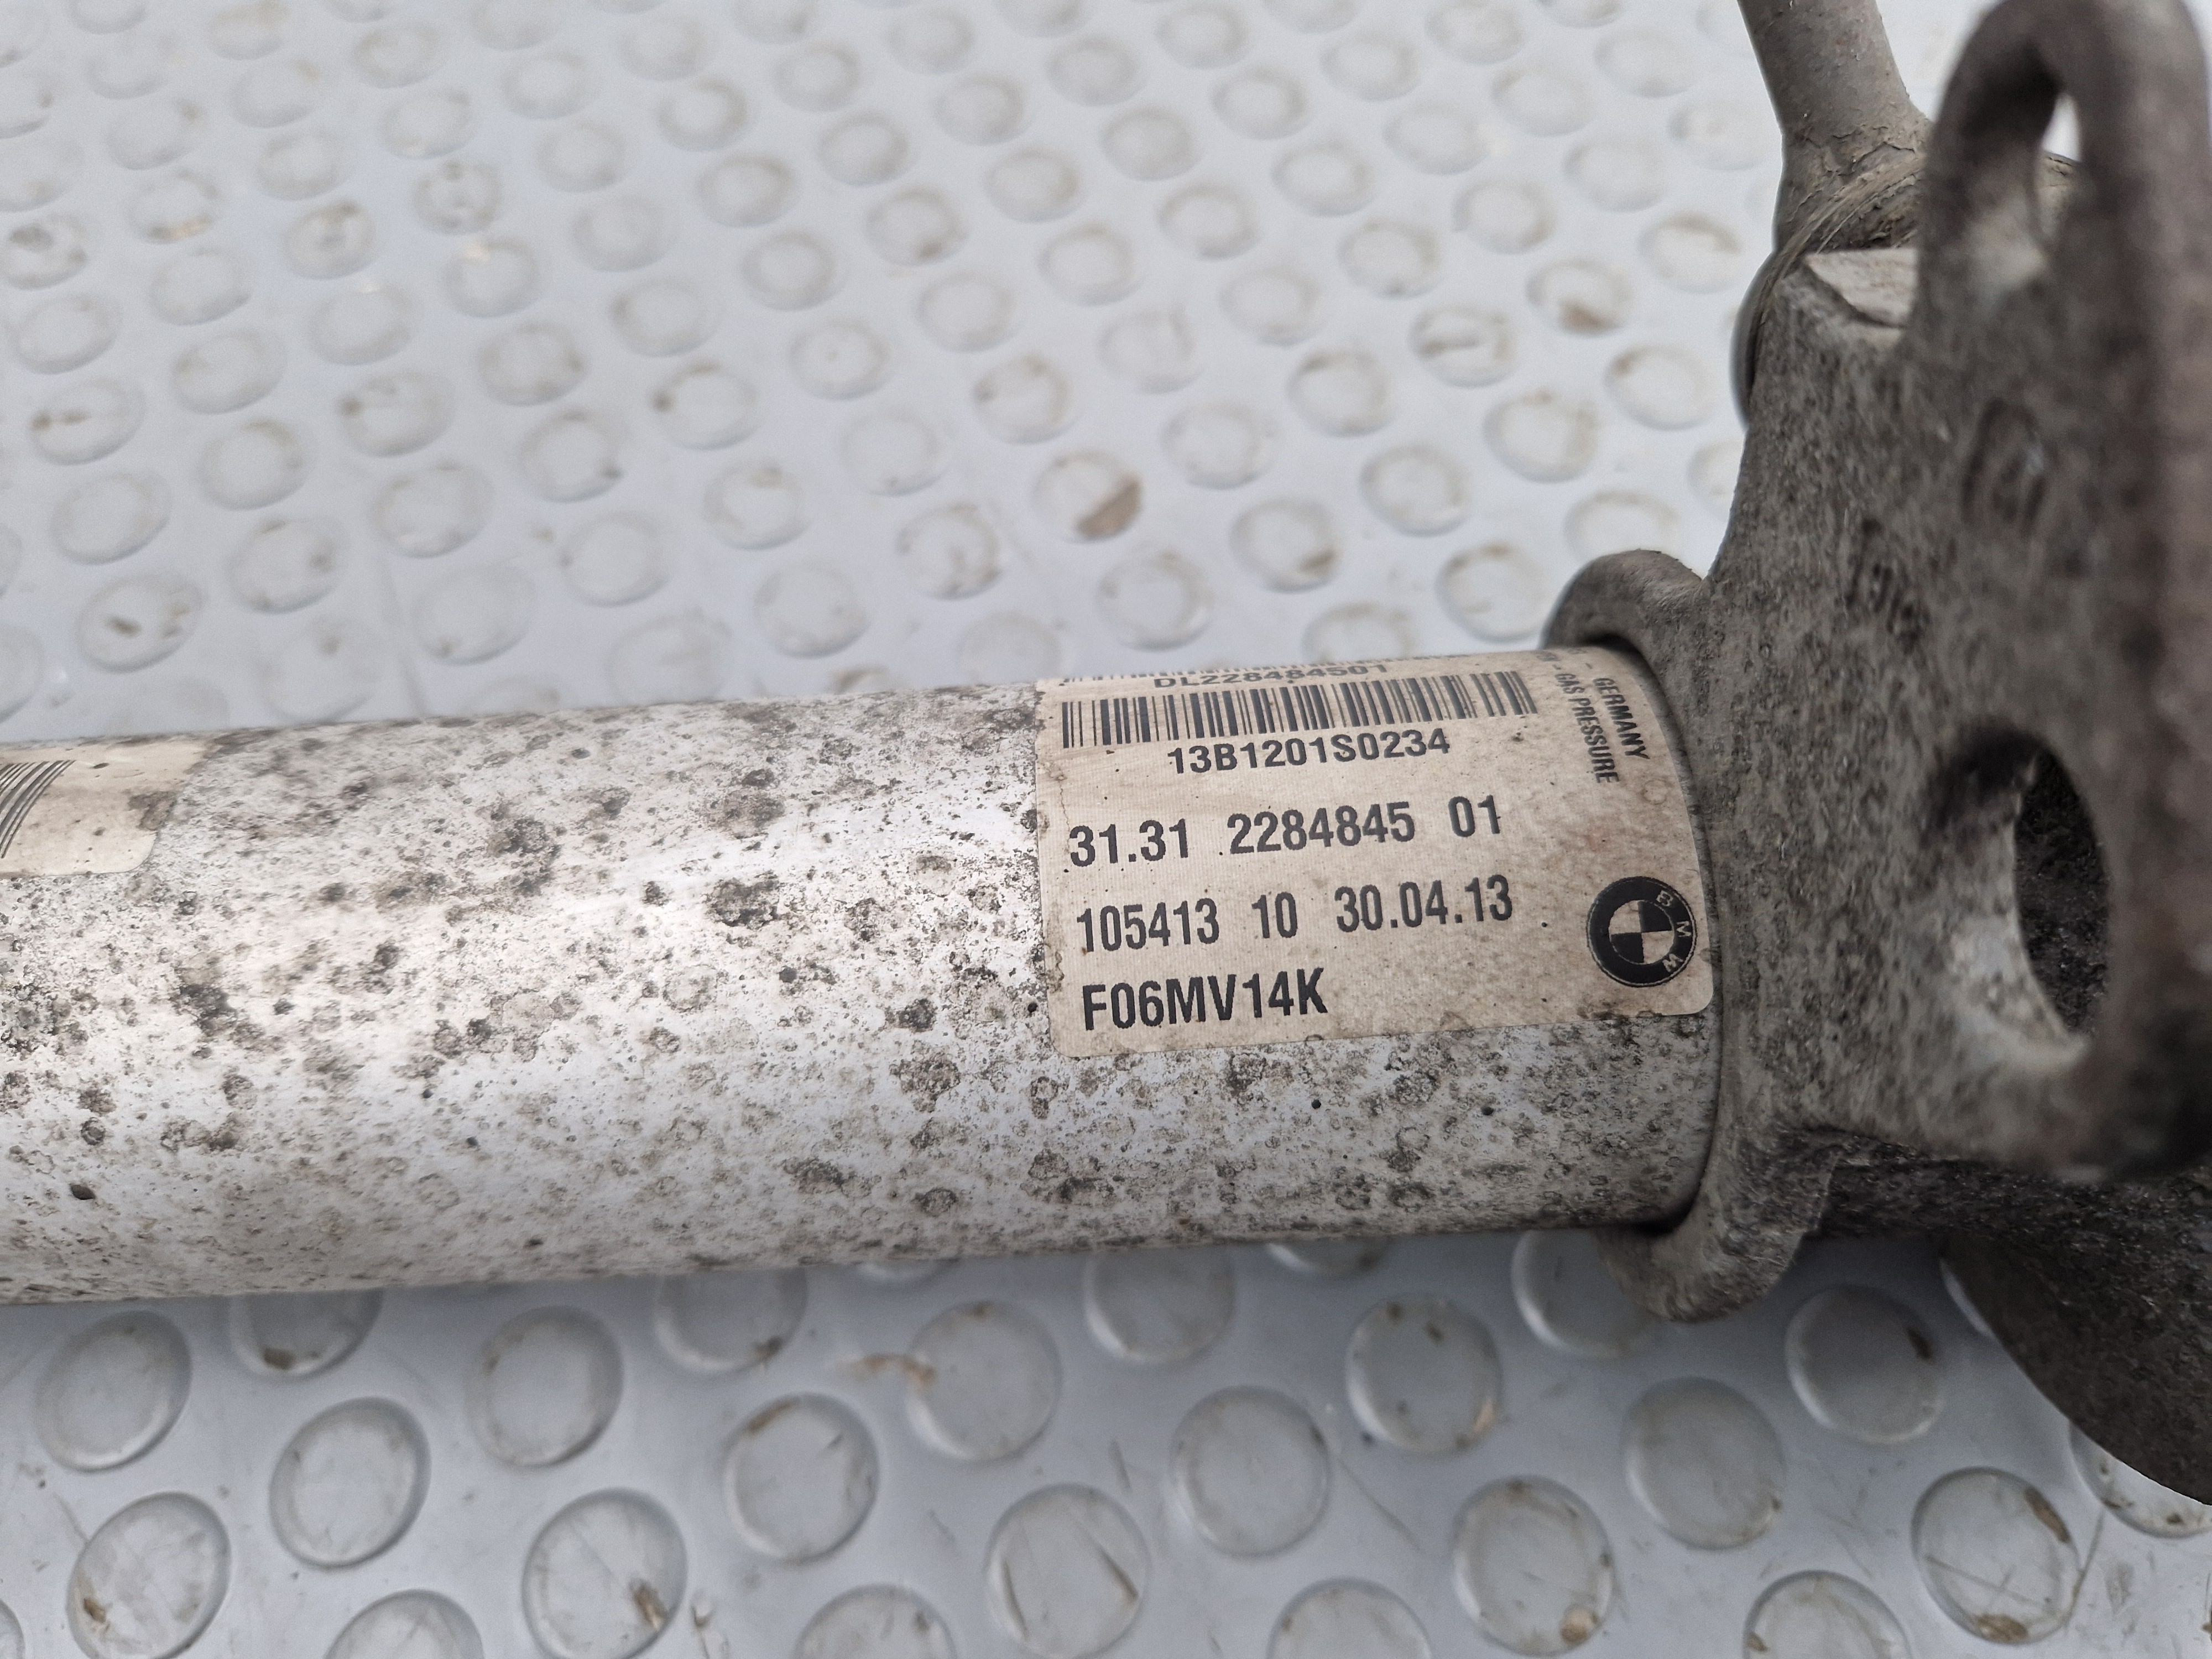 DL228484501
13B1201S0234
31.31 2284845 01
105413 10 30.04.13
F06MV14K
GERMANY
GAS PRESSURE
BMW